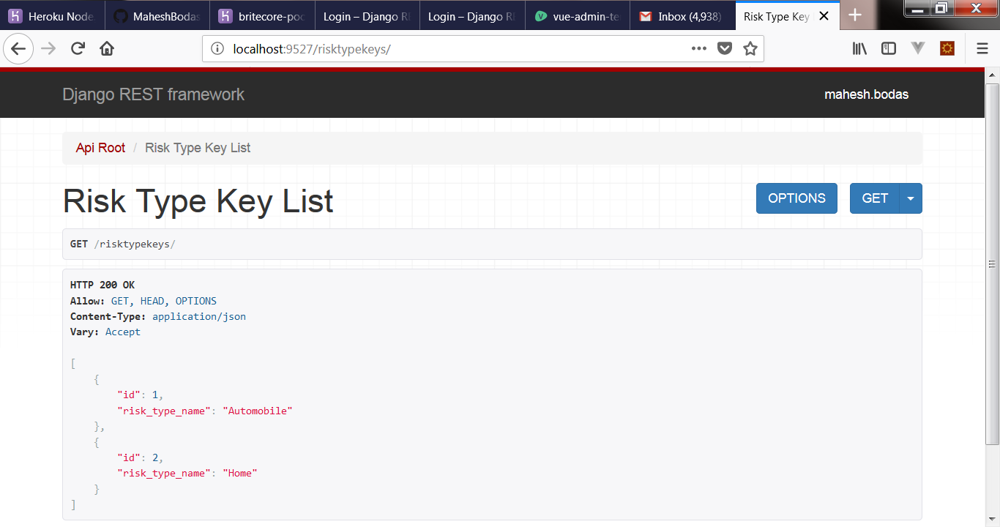 Heroku Node. MaheshBodas britecore-poc Login – Django RE Login – Django RE vue-admin-te Inbox (4,938) Risk Type Key
localhost:9527/risktypekeys/
Django REST framework mahesh.bodas
Api Root / Risk Type Key List
Risk Type Key List OPTIONS GET
GET /risktypekeys/
HTTP 200 OK
Allow: GET, HEAD, OPTIONS
Content-Type: application/json
Vary: Accept
[
{
"id": 1,
"risk_type_name": "Automobile"
},
{
"id": 2,
"risk_type_name": "Home"
}
]